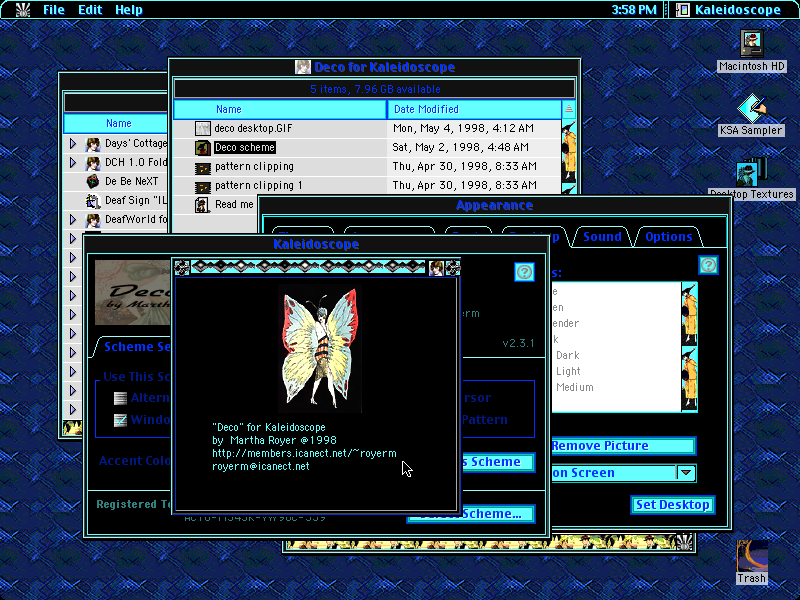 File Edit Help
3:58 PM
Kaleidoscope
Macintosh HD
KSA Sampler
Desktop Textures
Deco for Kaleidoscope
5 items, 7.96 GB available
Name Date Modified
deco desktop.GIF Mon, May 4, 1998, 4:12 AM
Deco scheme Sat, May 2, 1998, 4:48 AM
pattern clipping Thu, Apr 30, 1998, 8:33 AM
pattern clipping 1 Thu, Apr 30, 1998, 8:33 AM
Read me
Name
Days' Cottage
DCH 1.0 Fold
De Be NeXT
Deaf Sign "IL
DeafWorld fo
Appearance
Sound
Options
Dark
Light
Medium
Remove Picture
on Screen
Set Desktop
Kaleidoscope
Deco
by Marth
v2.3.1
Scheme Se
Use This S
Altern
Windo
Accent Colo
Pattern
Scheme
Registered T
Scheme...
"Deco" for Kaleidoscope
by Martha Royer @1998
http://members.icanect.net/~royerm
royerm@icanect.net
Trash